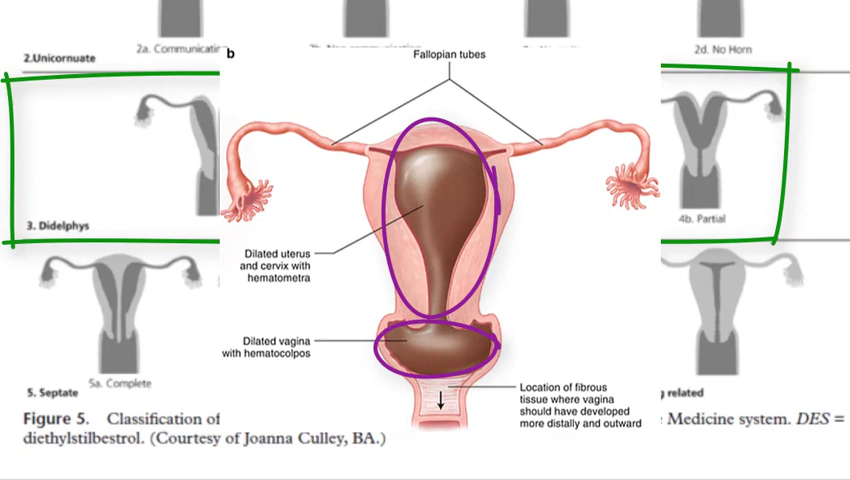 2a. Communicatin
2d. No Horn
2.Unicornuate
b
Fallopian tubes
3. Didelphys
4b. Partial
Dilated uterus
and cervix with
hematometra
Dilated vagina
with hematocolpos
Location of fibrous
tissue where vagina
should have developed
more distally and outward
5a. Complete
5. Septate
g related
Figure 5. Classification of
Medicine system. DES =
diethylstilbestrol. (Courtesy of Joanna Culley, BA.)